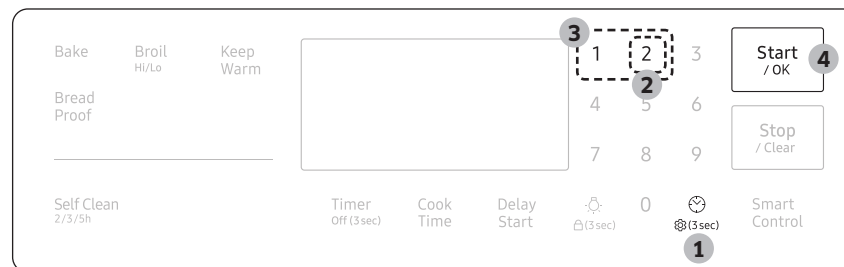 Bake Broil Keep
Hi/Lo Warm
Bread
Proof
Self Clean
2/3/5h
Timer Cook Delay
Off (3 sec) Time Start
3
1 2 3
2
4 5 6
7 8 9
0
(3 sec) (3 sec)
1
Start
/ OK
4
Stop
/ Clear
Smart
Control